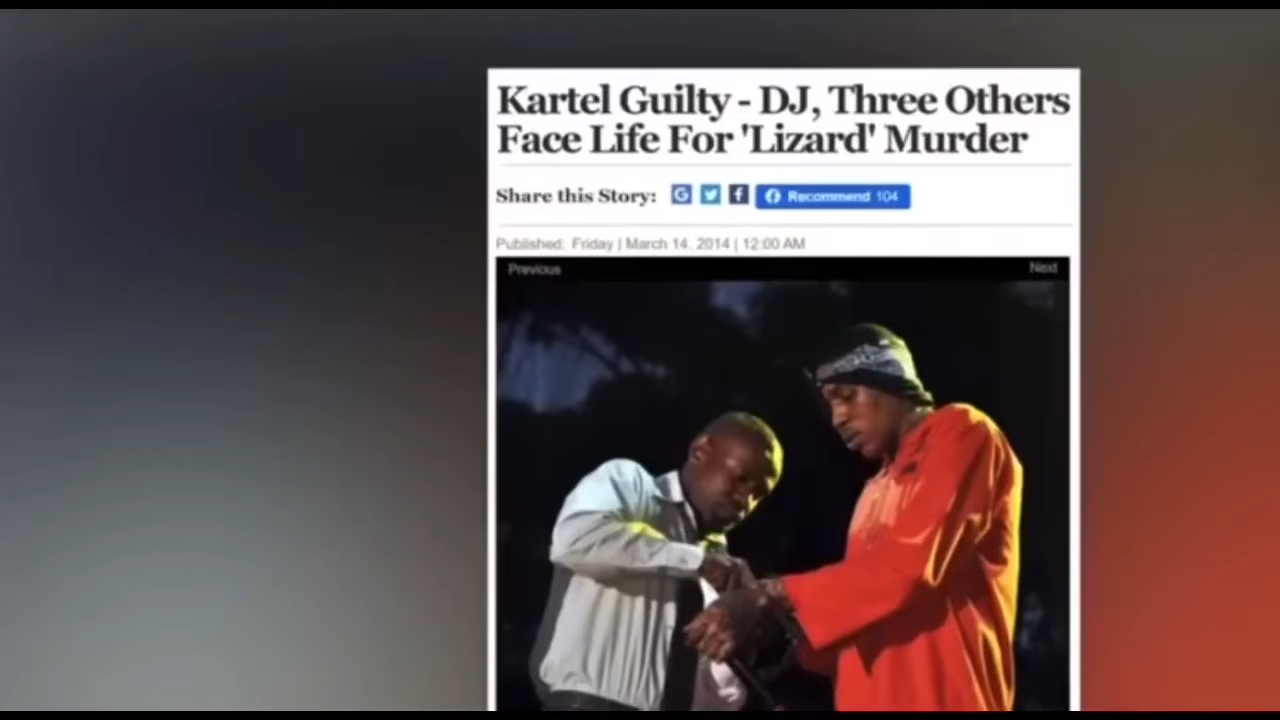 Kartel Guilty - DJ, Three Others
Face Life For 'Lizard' Murder
Share this Story: G f Recommend 104
Published: Friday | March 14, 2014 | 12:00 AM
Previous Next